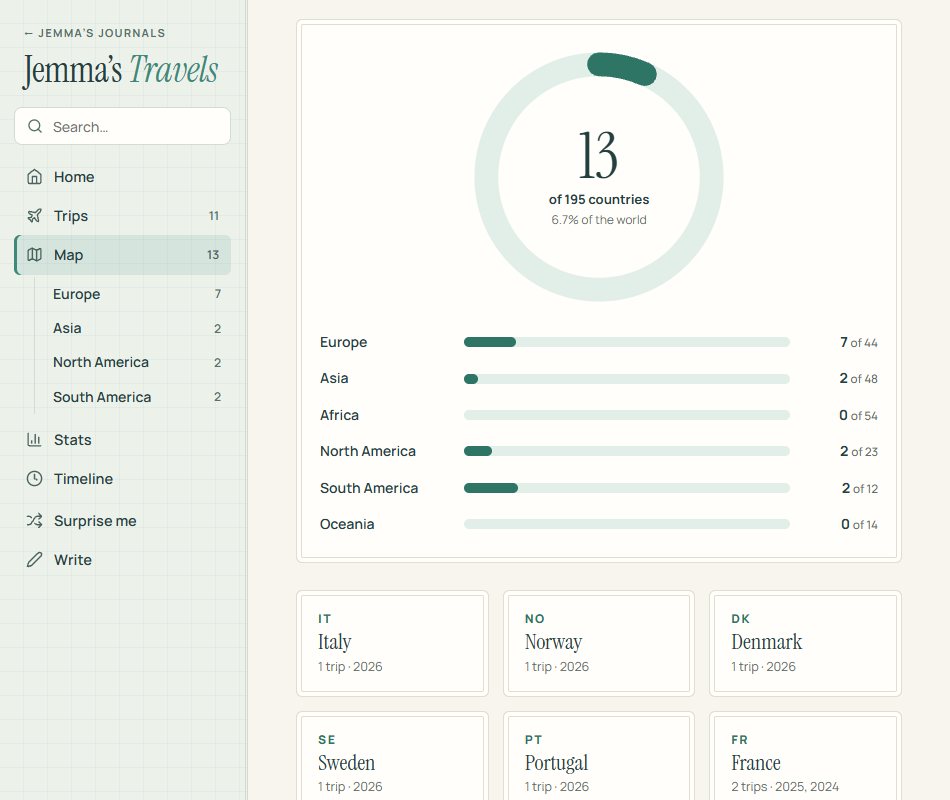 ← JEMMA'S JOURNALS
Jemma's Travels
Search...
Home
Trips 11
Map 13
Europe 7
Asia 2
North America 2
South America 2
Stats
Timeline
Surprise me
Write
13
of 195 countries
6.7% of the world
Europe 7 of 44
Asia 2 of 48
Africa 0 of 54
North America 2 of 23
South America 2 of 12
Oceania 0 of 14
IT
Italy
1 trip · 2026
NO
Norway
1 trip · 2026
DK
Denmark
1 trip · 2026
SE
Sweden
1 trip · 2026
PT
Portugal
1 trip · 2026
FR
France
2 trips · 2025, 2024